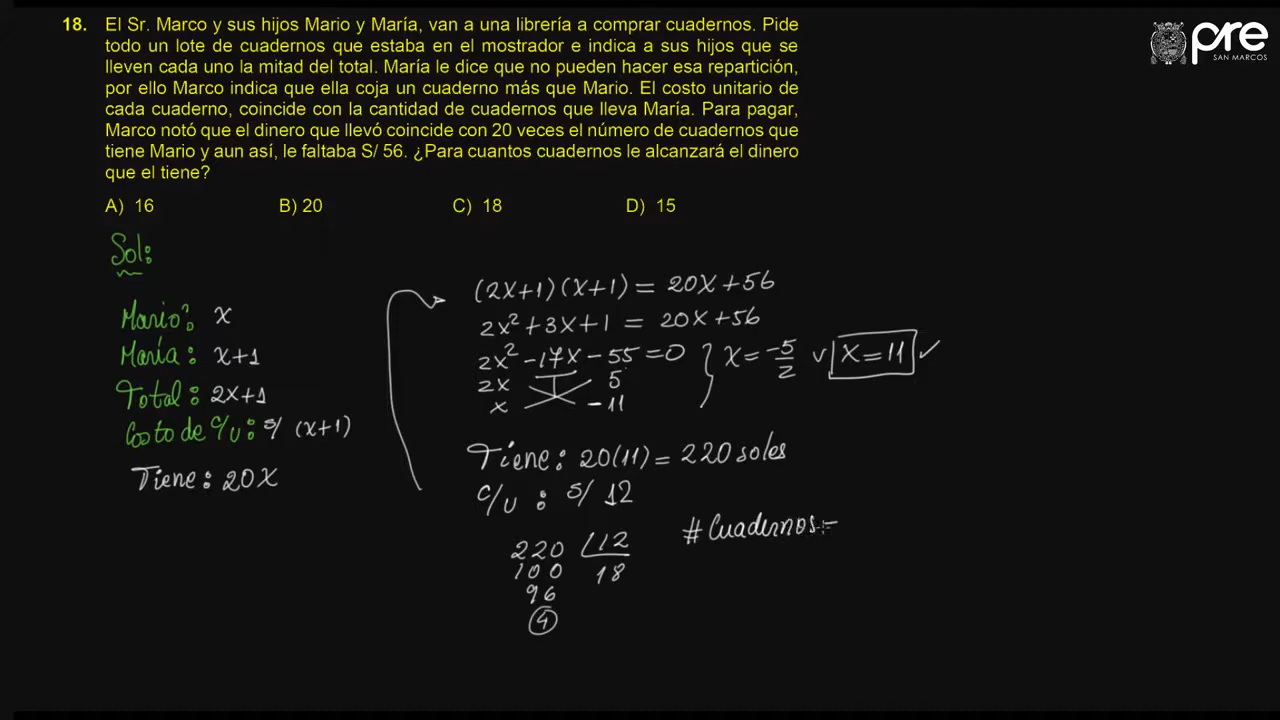 18. El Sr. Marco y sus hijos Mario y María, van a una librería a comprar cuadernos. Pide
todo un lote de cuadernos que estaba en el mostrador e indica a sus hijos que se
lleven cada uno la mitad del total. María le dice que no pueden hacer esa repartición,
por ello Marco indica que ella coja un cuaderno más que Mario. El costo unitario de
cada cuaderno, coincide con la cantidad de cuadernos que lleva María. Para pagar,
Marco notó que el dinero que llevó coincide con 20 veces el número de cuadernos que
tiene Mario y aun así, le faltaba S/ 56. ¿Para cuantos cuadernos le alcanzará el dinero
que el tiene?
A) 16 B) 20 C) 18 D) 15
pre
SAN MARCOS
Sol:
Mario: x
María: x+1
Total: 2x+1
Costo de c/u: s/ (x+1)
Tiene: 20x
(2x+1)(x+1) = 20x+56
2x²+3x+1 = 20x+56
2x²-17x-55=0 } x=-5/2 v x=11 ✓
2x 5
x -11
Tiene: 20(11) = 220 soles
c/u : s/ 12
220 12
100 18
96
4
# Cuadernos=